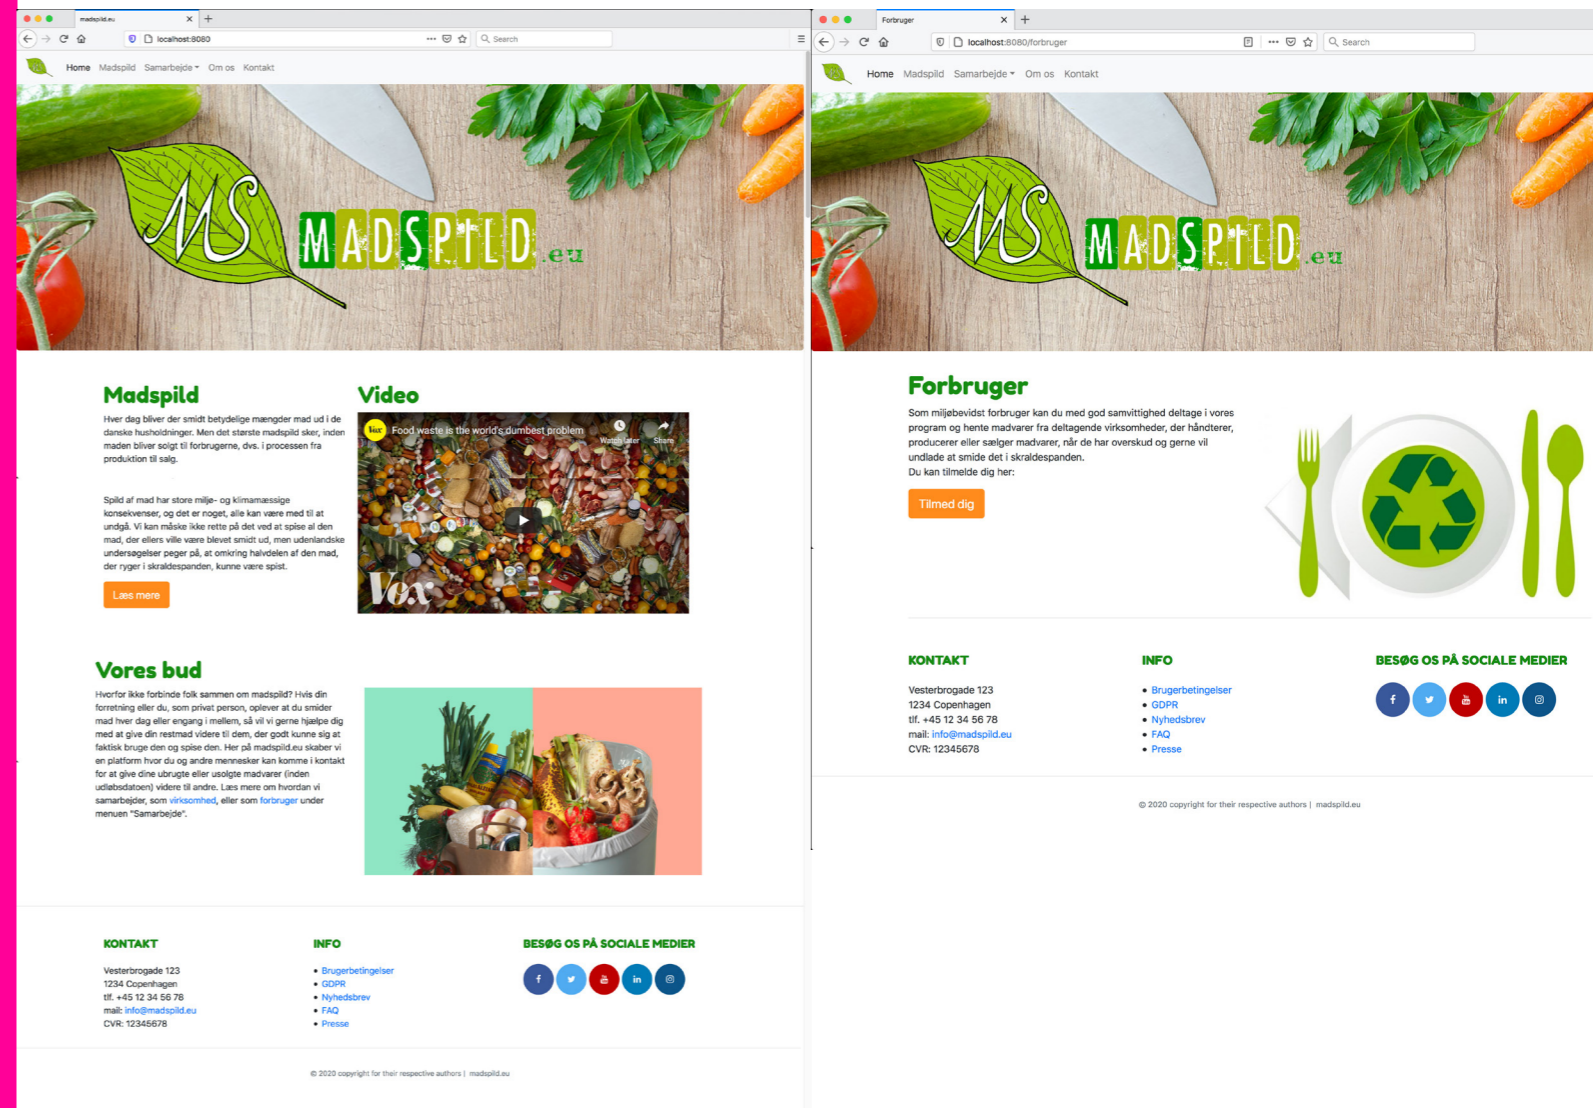 madspild.eu
localhost:8080
Search
Home Madspild Samarbejde Om os Kontakt
MS
MADSPILD.eu
Madspild
Hver dag bliver der smidt betydelige mængder mad ud i de
danske husholdninger. Men det største madspild sker, inden
maden bliver solgt til forbrugerne, dvs. i processen fra
produktion til salg.
Spild af mad har store miljø- og klimamæssige
konsekvenser, og det er noget, alle kan være med til at
undgå. Vi kan måske ikke rette på det ved at spise al den
mad, der ellers ville være blevet smidt ud, men udenlandske
undersøgelser peger på, at omkring halvdelen af den mad,
der ryger i skraldespanden, kunne være spist.
Læs mere
Video
Vox
Food waste is the world's dumbest problem
Watch later
Share
Vox
Vores bud
Hvorfor ikke forbinde folk sammen om madspild? Hvis din
forretning eller du, som privat person, oplever at du smider
mad hver dag eller engang i mellem, så vil vi gerne hjælpe dig
med at give din restmad videre til dem, der godt kunne sig at
faktisk bruge den og spise den. Her på madspild.eu skaber vi
en platform hvor du og andre mennesker kan komme i kontakt
for at give dine ubrugte eller usolgte madvarer (inden
udløbsdatoen) videre til andre. Læs mere om hvordan vi
samarbejder, som virksomhed, eller som forbruger under
menuen "Samarbejde".
KONTAKT
Vesterbrogade 123
1234 Copenhagen
tlf. +45 12 34 56 78
mail: info@madspild.eu
CVR: 12345678
INFO
• Brugerbetingelser
• GDPR
• Nyhedsbrev
• FAQ
• Presse
BESØG OS PÅ SOCIALE MEDIER
© 2020 copyright for their respective authors | madspild.eu
Forbruger
localhost:8080/forbruger
Search
Home Madspild Samarbejde Om os Kontakt
MS
MADSPILD.eu
Forbruger
Som miljøbevidst forbruger kan du med god samvittighed deltage i vores
program og hente madvarer fra deltagende virksomheder, der håndterer,
producerer eller sælger madvarer, når de har overskud og gerne vil
undlade at smide det i skraldespanden.
Du kan tilmelde dig her:
Tilmed dig
KONTAKT
Vesterbrogade 123
1234 Copenhagen
tlf. +45 12 34 56 78
mail: info@madspild.eu
CVR: 12345678
INFO
• Brugerbetingelser
• GDPR
• Nyhedsbrev
• FAQ
• Presse
BESØG OS PÅ SOCIALE MEDIER
© 2020 copyright for their respective authors | madspild.eu